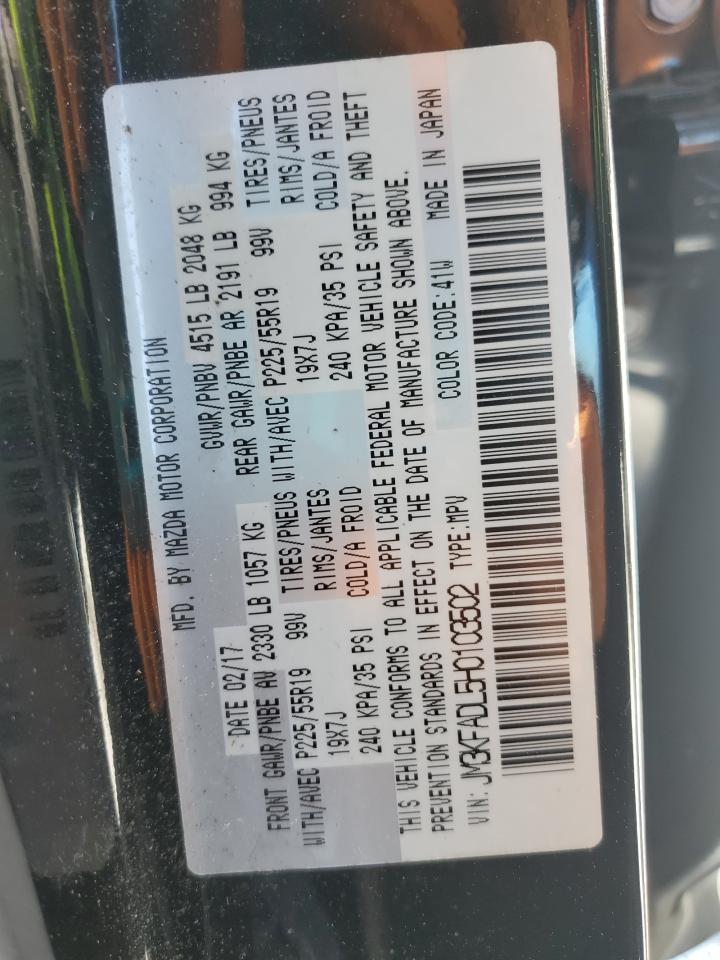 MFD. BY MAZDA MOTOR CORPORATION
DATE 02/17 GVWR/PNBV 4515 LB 2048 KG
FRONT GAWR/PNBE AV 2330 LB 1057 KG REAR GAWR/PNBE AR 2191 LB 994 KG
WITH/AVEC P225/55R19 99V TIRES/PNEUS WITH/AVEC P225/55R19 99V TIRES/PNEUS
19X7J RIMS/JANTES 19X7J RIMS/JANTES
240 KPA/35 PSI COLD/A FROID 240 KPA/35 PSI COLD/A FROID
THIS VEHICLE CONFORMS TO ALL APPLICABLE FEDERAL MOTOR VEHICLE SAFETY AND THEFT
PREVENTION STANDARDS IN EFFECT ON THE DATE OF MANUFACTURE SHOWN ABOVE.
VIN: JM3KFADL5H0103502 TYPE:MPV COLOR CODE:41W MADE IN JAPAN